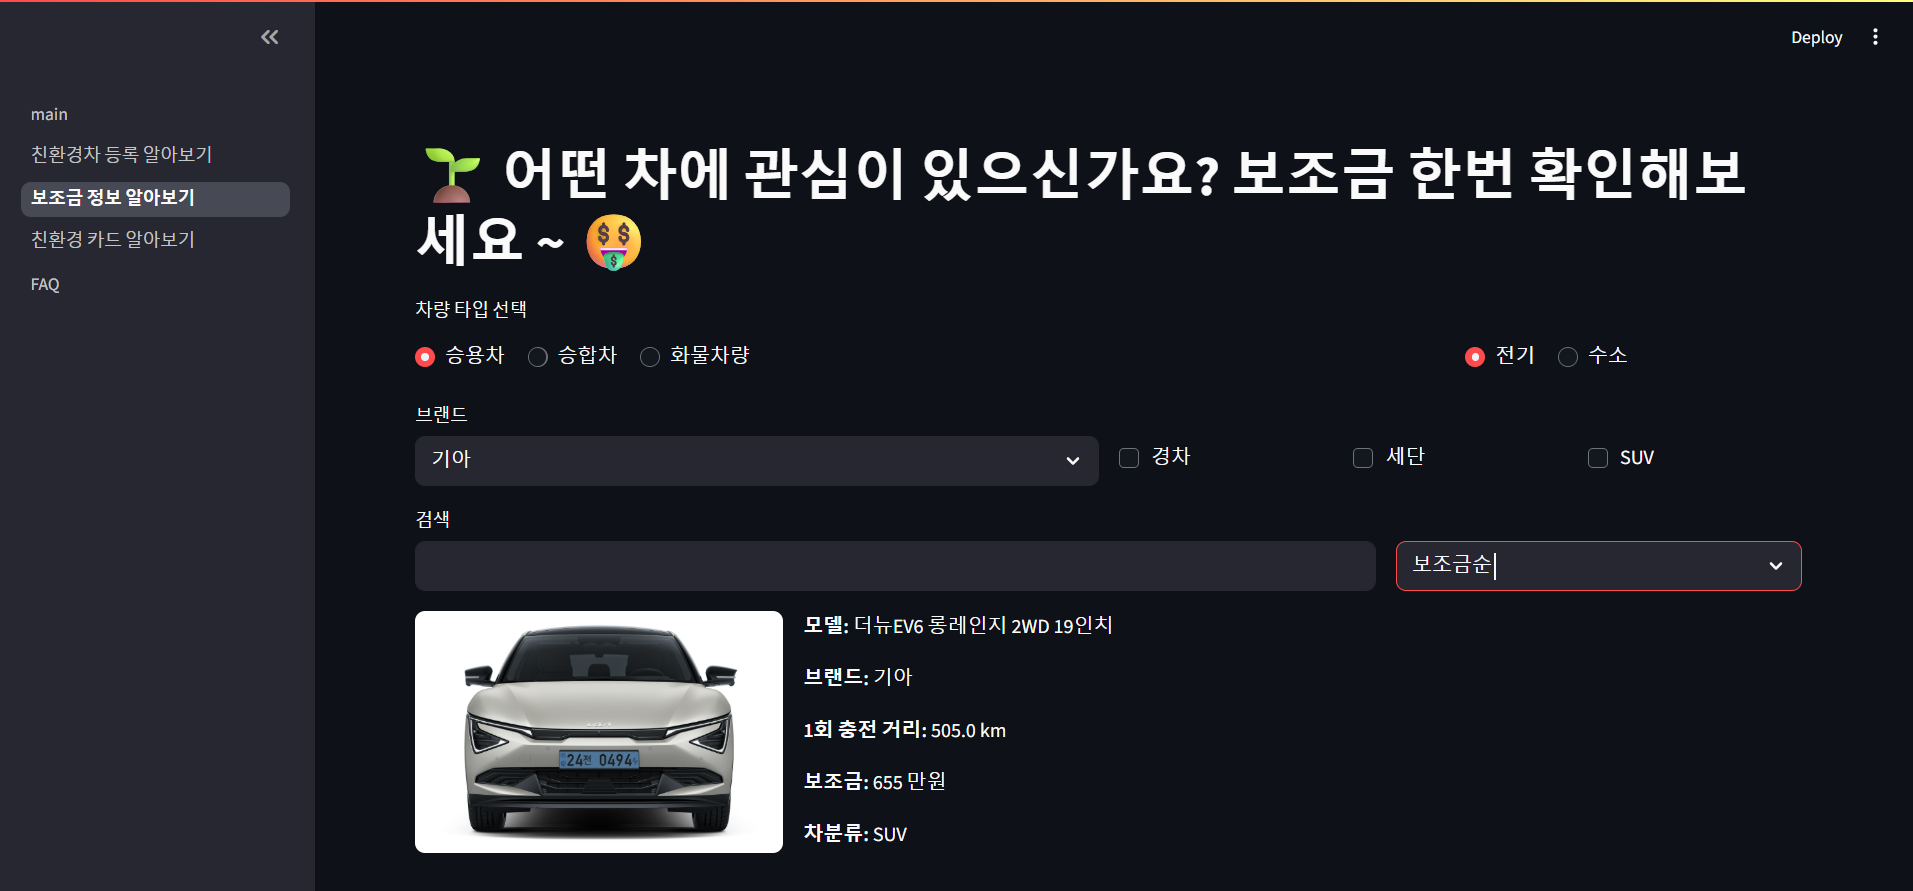 Deploy
main
친환경차 등록 알아보기
보조금 정보 알아보기
친환경 카드 알아보기
FAQ
어떤 차에 관심이 있으신가요? 보조금 한번 확인해보
세요 ~
차량 타입 선택
승용차 승합차 화물차량 전기 수소
브랜드
기아 경차 세단 SUV
검색
보조금순
모델: 더뉴EV6 롱레인지 2WD 19인치
브랜드: 기아
1회 충전 거리: 505.0 km
24전 0494
보조금: 655 만원
차분류: SUV